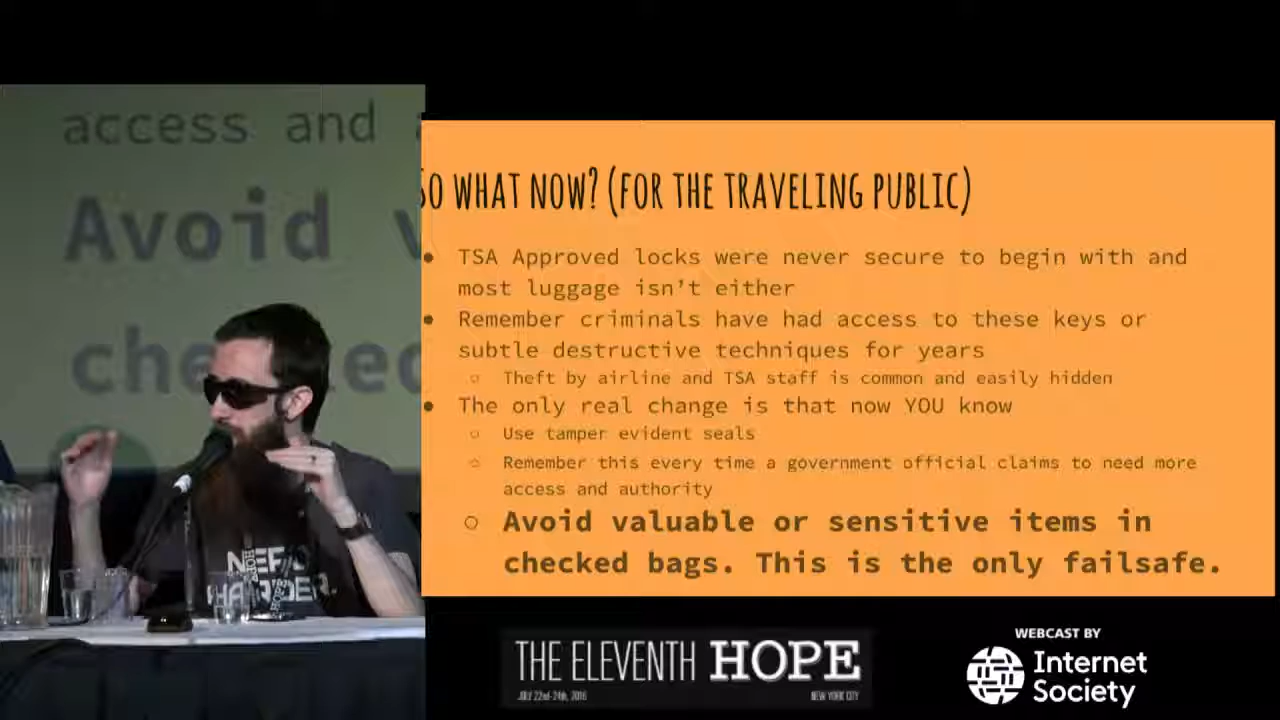 access and
Avoid
So what now? (for the traveling public)
● TSA Approved locks were never secure to begin with and
most luggage isn't either
● Remember criminals have had access to these keys or
subtle destructive techniques for years
○ Theft by airline and TSA staff is common and easily hidden
● The only real change is that now YOU know
○ Use tamper evident seals
○ Remember this every time a government official claims to need more
access and authority
○ Avoid valuable or sensitive items in
checked bags. This is the only failsafe.
THE ELEVENTH HOPE
JULY 22nd-24th, 2016
NEW YORK CITY
WEBCAST BY
Internet
Society